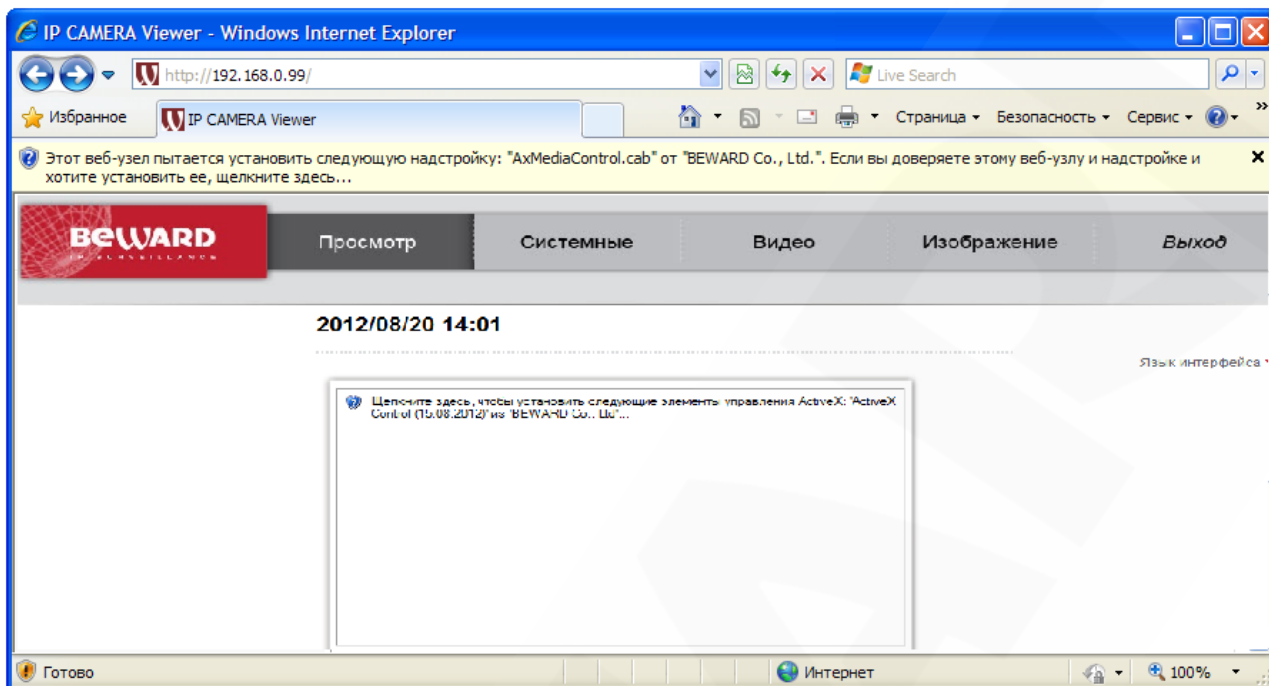 IP CAMERA Viewer - Windows Internet Explorer
http://192.168.0.99/
Live Search
Избранное
IP CAMERA Viewer
Страница
Безопасность
Сервис
Этот веб-узел пытается установить следующую надстройку: "AxMediaControl.cab" от "BEWARD Co., Ltd.". Если вы доверяете этому веб-узлу и надстройке и
хотите установить ее, щелкните здесь...
BEWARD
IP SURVEILLANCE
Просмотр
Системные
Видео
Изображение
Выход
2012/08/20 14:01
Язык интерфейса
Щелкните здесь, чтобы установить следующие элементы управления ActiveX: 'ActiveX
Control (15.08.2012)' из 'BEWARD Co., Ltd'...
Готово
Интернет
100%